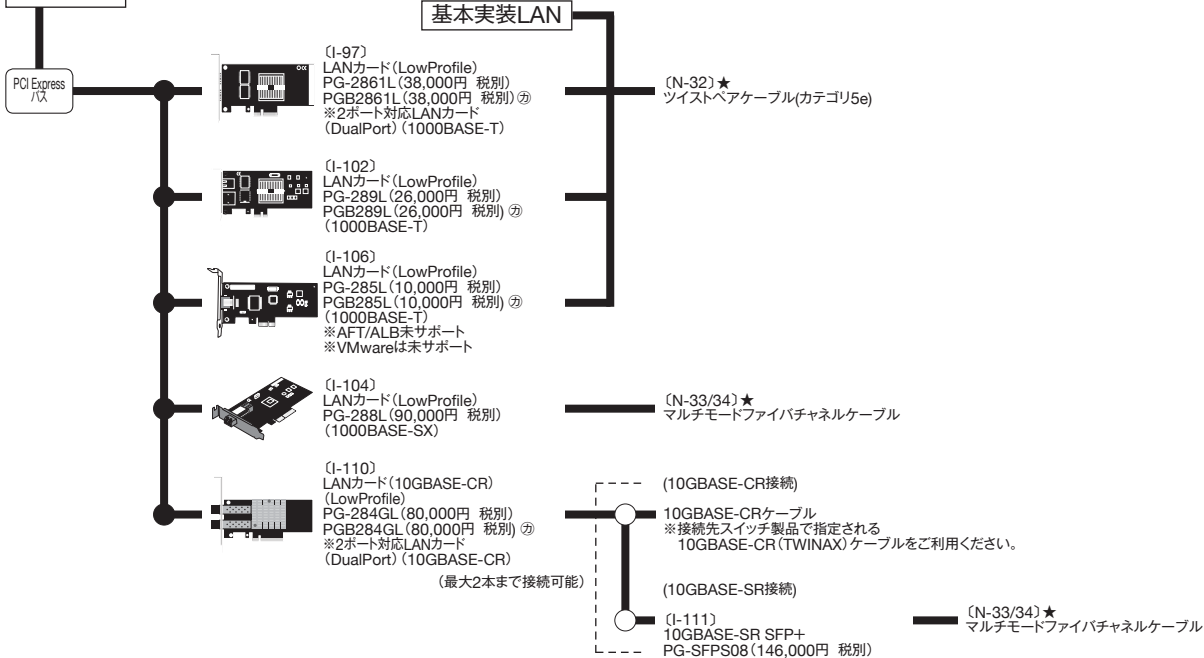 基本実装LAN
PCI Express
バス
〔I-97〕
LANカード(LowProfile)
PG-2861L(38,000円 税別)
PGB2861L(38,000円 税別)㋕
※2ポート対応LANカード
(DualPort)(1000BASE-T)
〔N-32〕★
ツイストペアケーブル(カテゴリ5e)
〔I-102〕
LANカード(LowProfile)
PG-289L(26,000円 税別)
PGB289L(26,000円 税別)㋕
(1000BASE-T)
〔I-106〕
LANカード(LowProfile)
PG-285L(10,000円 税別)
PGB285L(10,000円 税別)㋕
(1000BASE-T)
※AFT/ALB未サポート
※VMwareは未サポート
〔I-104〕
LANカード(LowProfile)
PG-288L(90,000円 税別)
(1000BASE-SX)
〔N-33/34〕★
マルチモードファイバチャネルケーブル
〔I-110〕
LANカード(10GBASE-CR)
(LowProfile)
PG-284GL(80,000円 税別)
PGB284GL(80,000円 税別)㋕
※2ポート対応LANカード
(DualPort)(10GBASE-CR)
(最大2本まで接続可能)
(10GBASE-CR接続)
10GBASE-CRケーブル
※接続先スイッチ製品で指定される
10GBASE-CR(TWINAX)ケーブルをご利用ください。
(10GBASE-SR接続)
〔I-111〕
10GBASE-SR SFP+
PG-SFPS08(146,000円 税別)
〔N-33/34〕★
マルチモードファイバチャネルケーブル